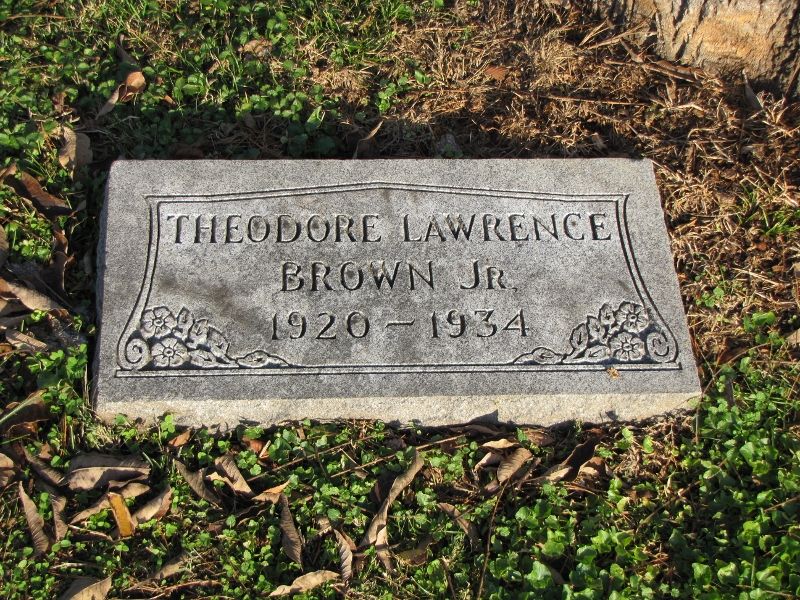 THEODORE LAWRENCE
BROWN JR.
1920 – 1934